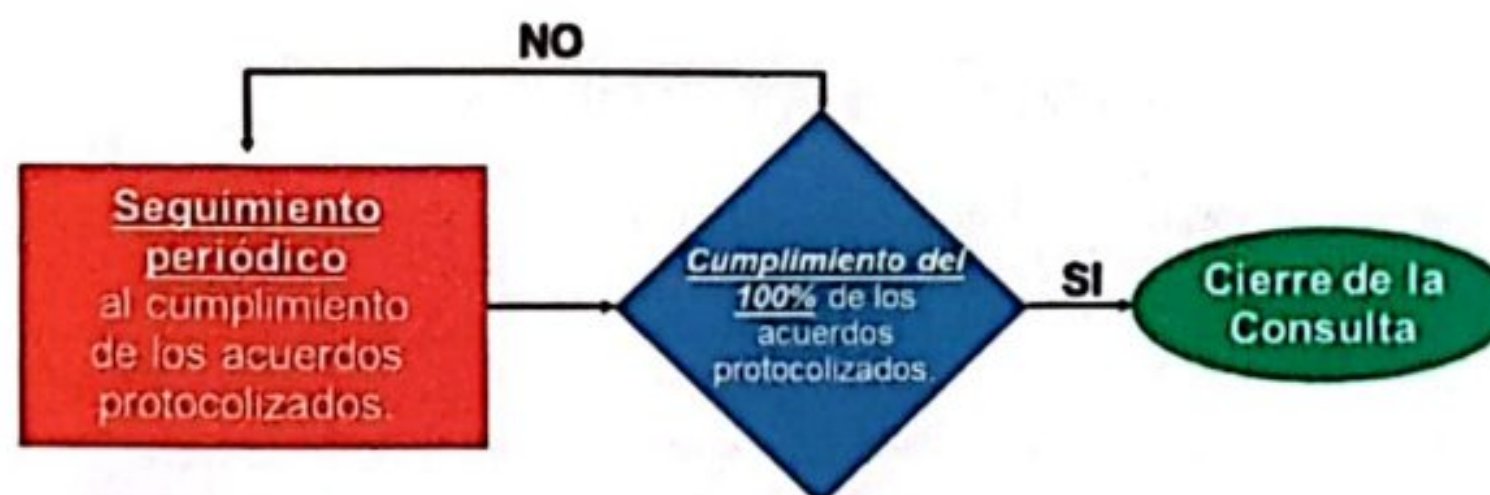 NO
Seguimiento
periódico
al cumplimiento
de los acuerdos
protocolizados.
Cumplimiento del
100% de los
acuerdos
protocolizados.
SI
Cierre de la
Consulta